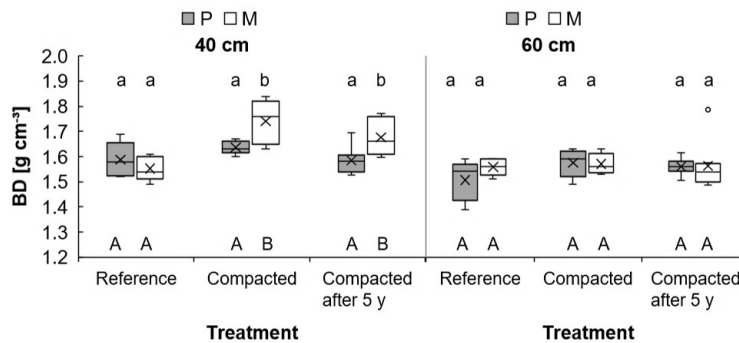 P M P M
40 cm 60 cm
2.0
a a a b a b a a a a a a
1.9
1.8
1.7
1.6
1.5
1.4
1.3
A A A B A B A A A A A A
1.2
BD [g cm⁻³]
Reference Compacted Compacted after 5 y Reference Compacted Compacted after 5 y
Treatment Treatment